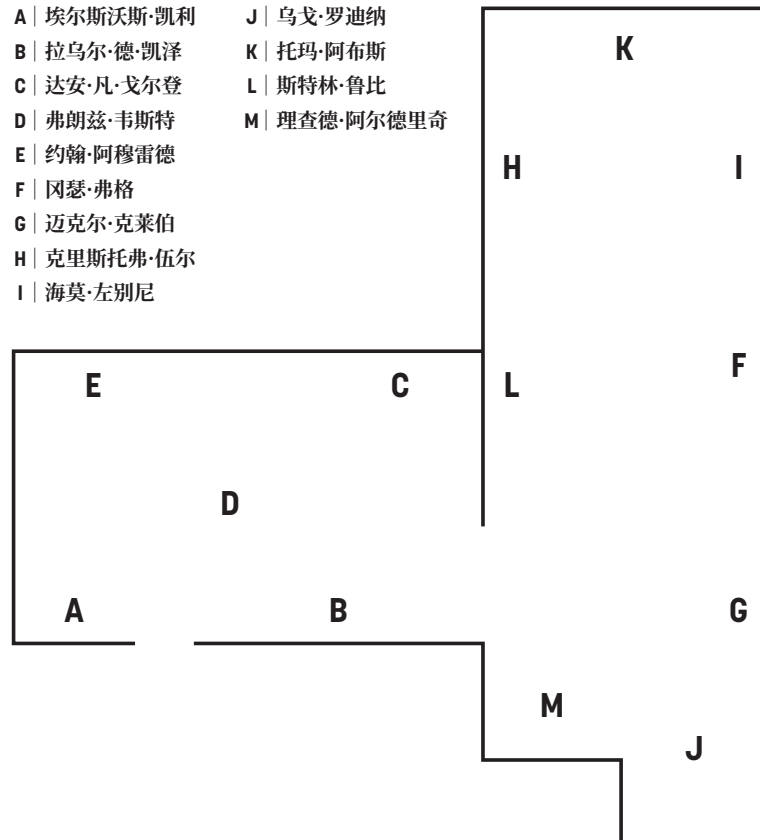 A | 埃尔斯沃斯·凯利
B | 拉乌尔·德·凯泽
C | 达安·凡·戈尔登
D | 弗朗兹·韦斯特
E | 约翰·阿穆雷德
F | 冈瑟·弗格
G | 迈克尔·克莱伯
H | 克里斯托弗·伍尔
I | 海莫·左别尼
J | 乌戈·罗迪纳
K | 托玛·阿布斯
L | 斯特林·鲁比
M | 理查德·阿尔德里奇
K
H I
F
E C L
D
A B G
M
J